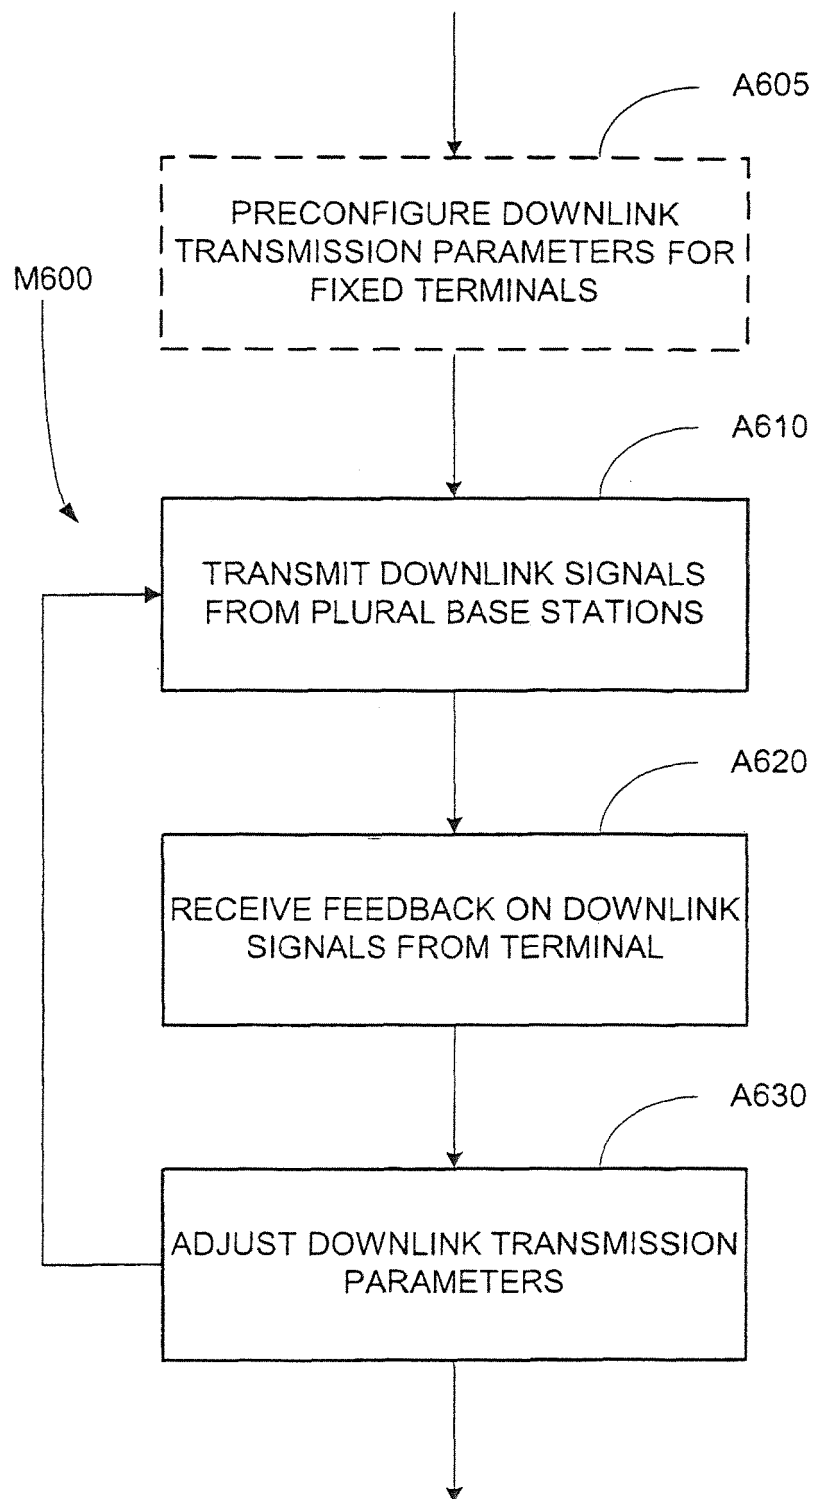 A605
PRECONFIGURE DOWNLINK
TRANSMISSION PARAMETERS FOR
FIXED TERMINALS
M600
A610
TRANSMIT DOWNLINK SIGNALS
FROM PLURAL BASE STATIONS
A620
RECEIVE FEEDBACK ON DOWNLINK
SIGNALS FROM TERMINAL
A630
ADJUST DOWNLINK TRANSMISSION
PARAMETERS